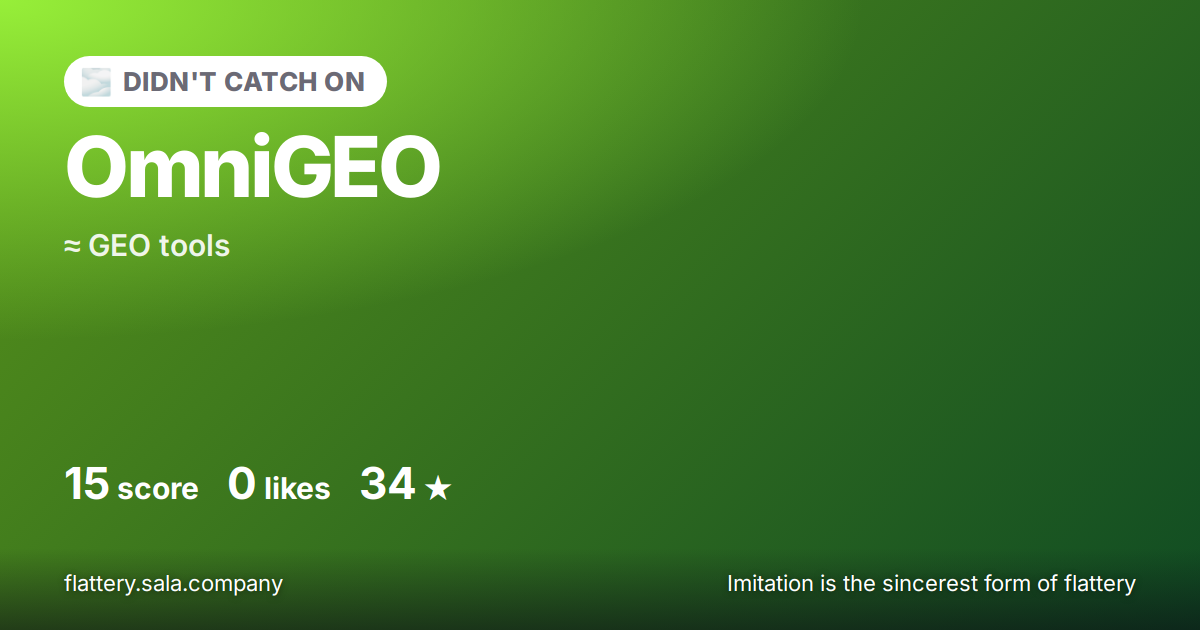 🌫️ DIDN'T CATCH ON
OmniGEO
≈ GEO tools
15 score 0 likes 34 ★
flattery.sala.company
Imitation is the sincerest form of flattery